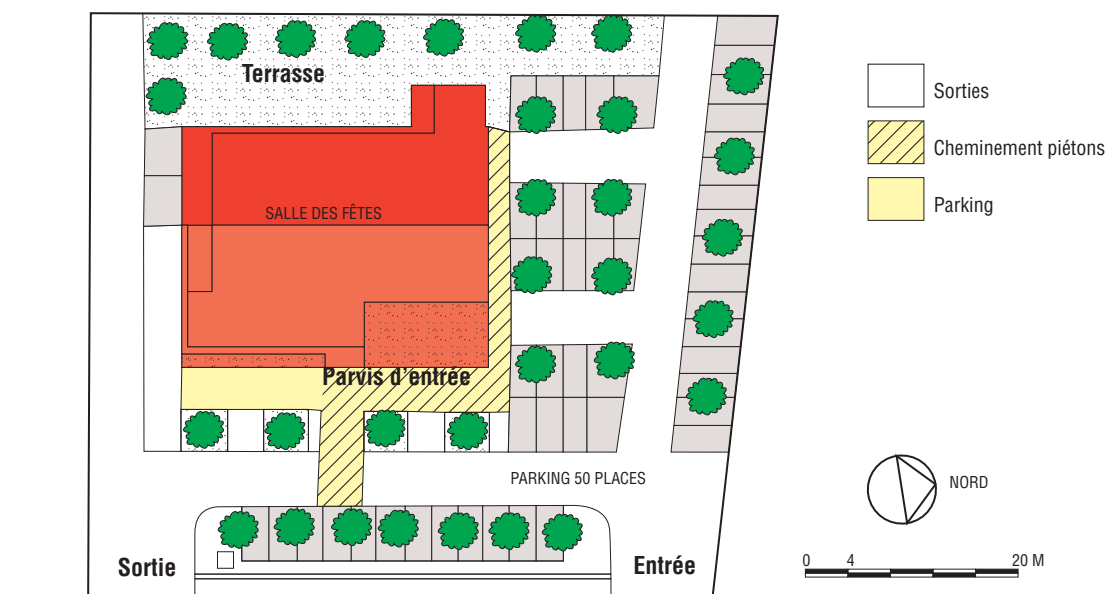 Terrasse
SALLE DES FÊTES
Parvis d'entrée
PARKING 50 PLACES
Sortie
Entrée
Sorties
Cheminement piétons
Parking
NORD
0 4 20 M